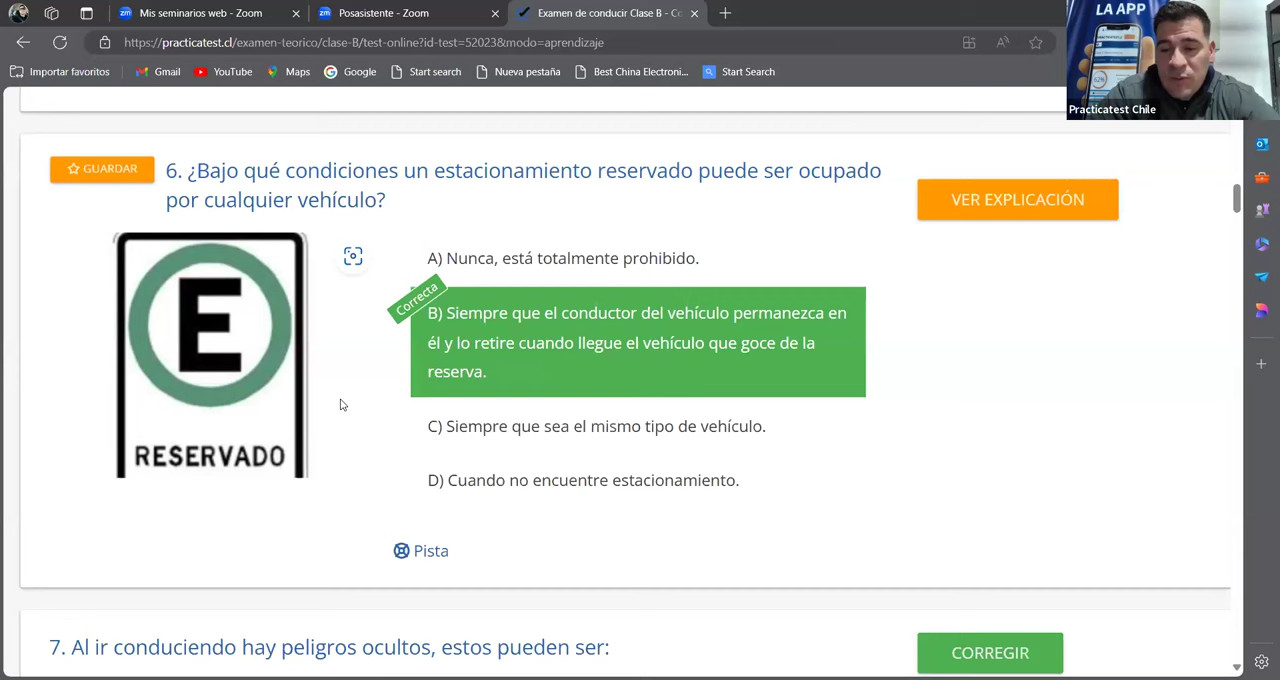 Mis seminarios web - Zoom
Posasistente - Zoom
Examen de conducir Clase B - Co
https://practicatest.cl/examen-teorico/clase-B/test-online?id-test=52023&modo=aprendizaje
Importar favoritos
Gmail
YouTube
Maps
Google
Start search
Nueva pestaña
Best China Electroni...
Start Search
LA APP
Practicatest Chile
GUARDAR
6. ¿Bajo qué condiciones un estacionamiento reservado puede ser ocupado
por cualquier vehículo?
VER EXPLICACIÓN
E
RESERVADO
A) Nunca, está totalmente prohibido.
Correcta
B) Siempre que el conductor del vehículo permanezca en
él y lo retire cuando llegue el vehículo que goce de la
reserva.
C) Siempre que sea el mismo tipo de vehículo.
D) Cuando no encuentre estacionamiento.
Pista
7. Al ir conduciendo hay peligros ocultos, estos pueden ser:
CORREGIR